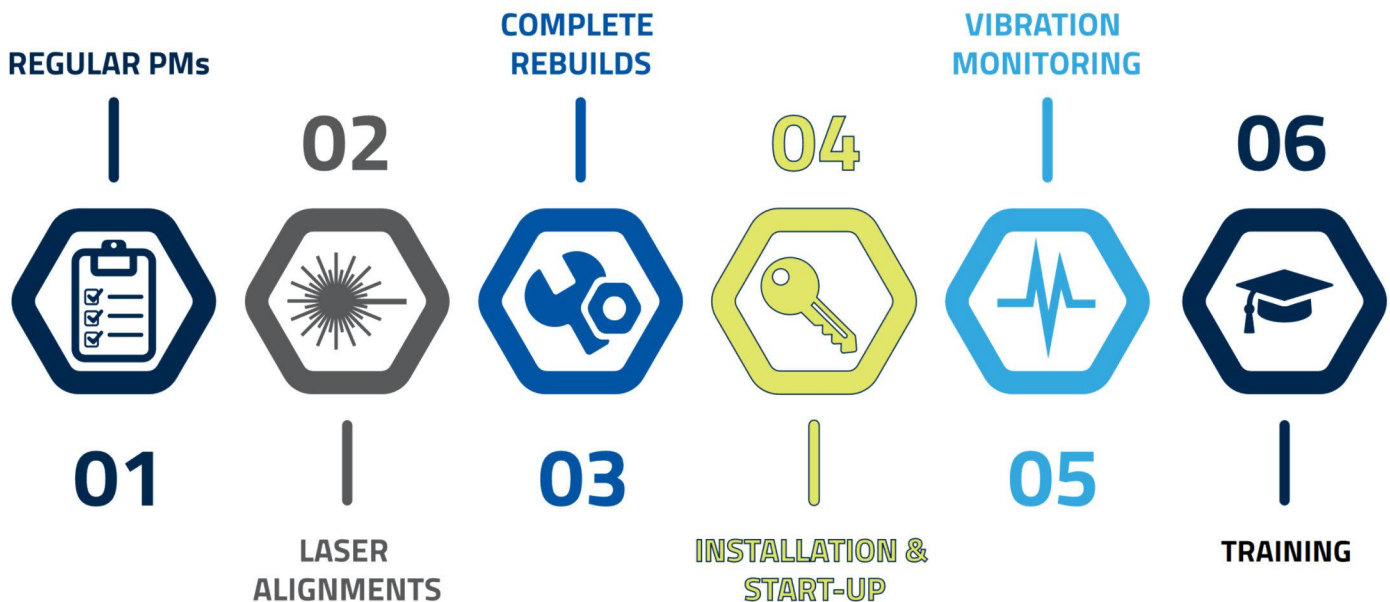 REGULAR PMs
01
02
LASER
ALIGNMENTS
COMPLETE
REBUILDS
03
04
INSTALLATION &
START-UP
VIBRATION
MONITORING
05
06
TRAINING